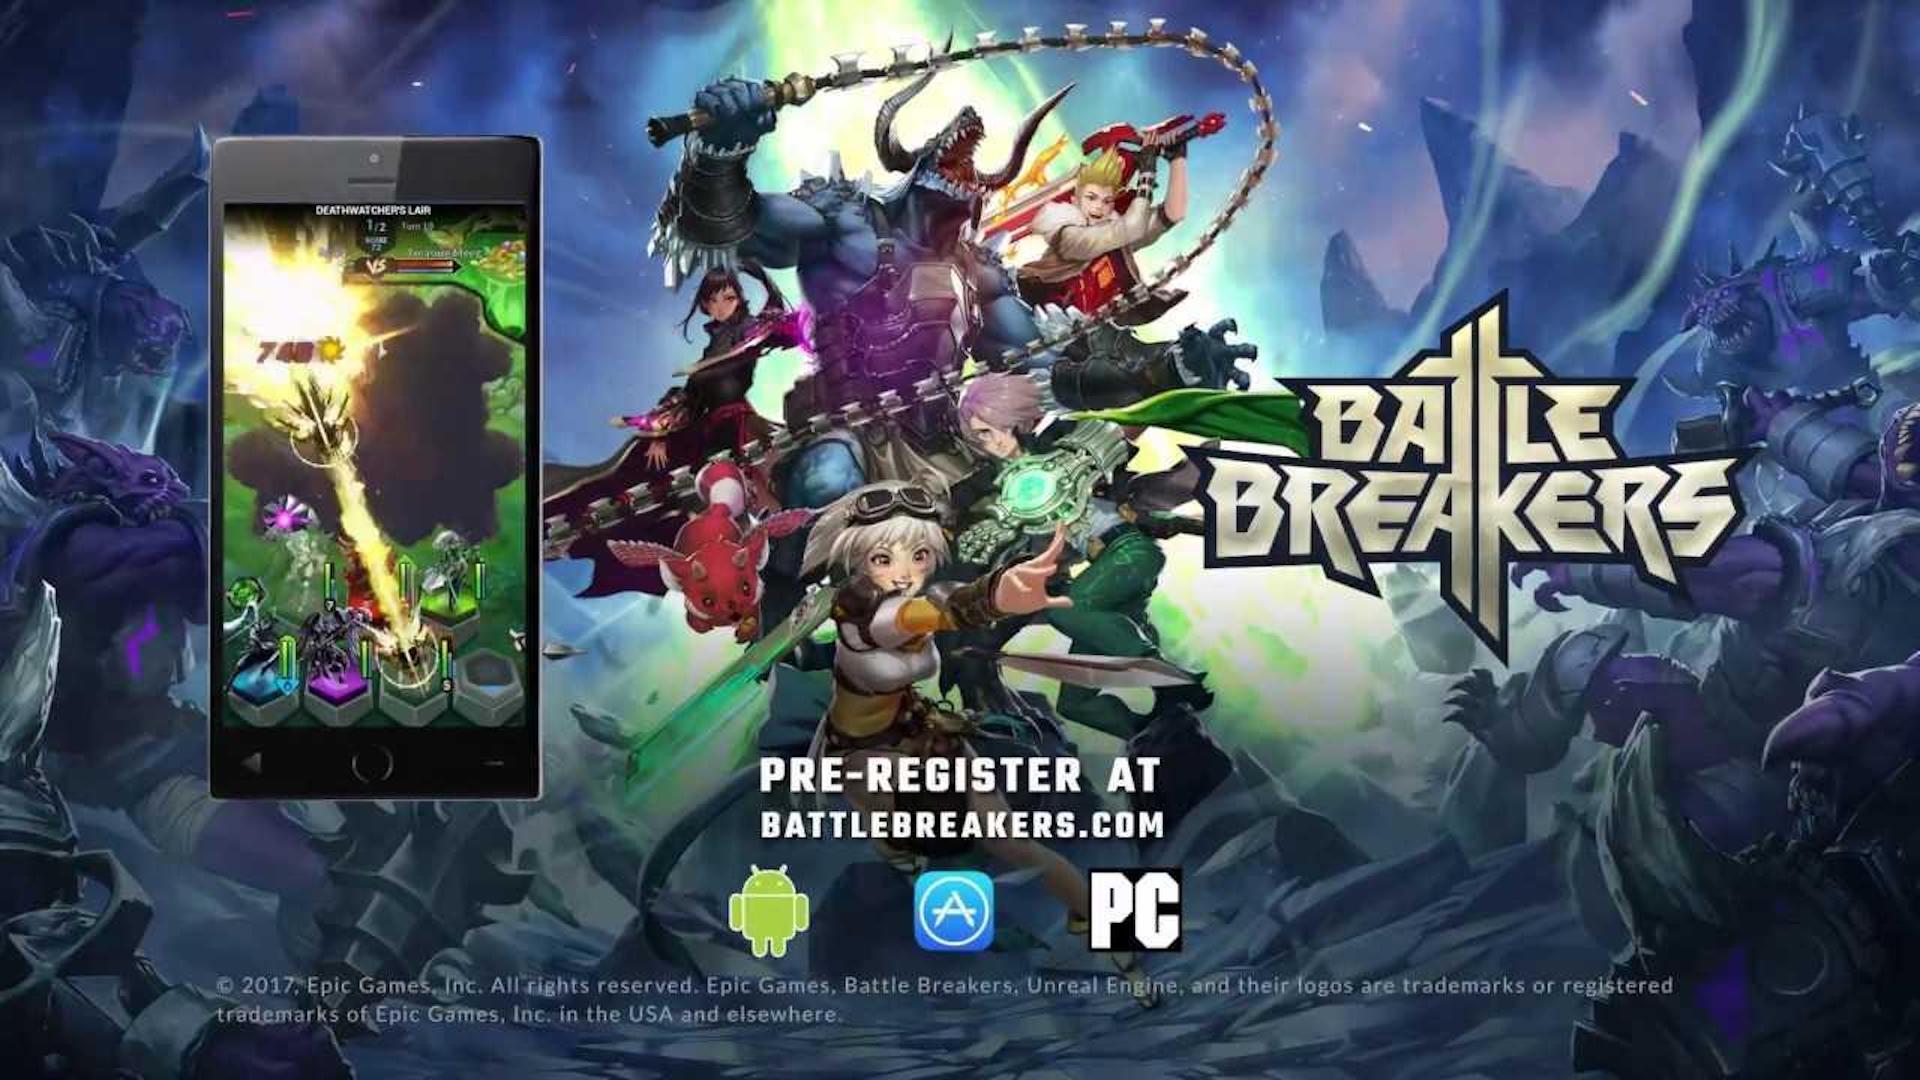 DEATHWATCHER'S LAIR
1/2 Turn 10
VS
748
BATTLE
BREAKERS
PRE-REGISTER AT
BATTLEBREAKERS.COM
PC
© 2017, Epic Games, Inc. All rights reserved. Epic Games, Battle Breakers, Unreal Engine, and their logos are trademarks or registered
trademarks of Epic Games, Inc. in the USA and elsewhere.